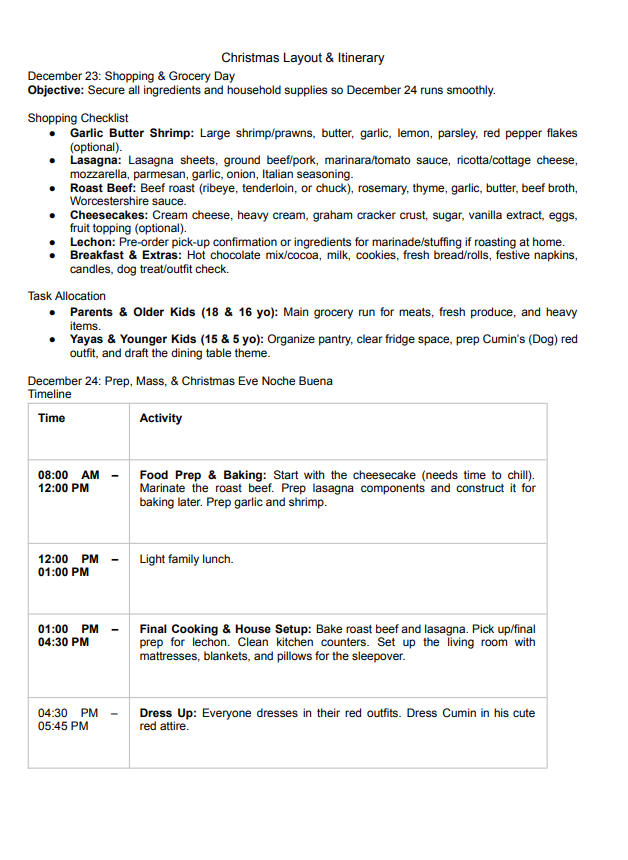 Christmas Layout & Itinerary
December 23: Shopping & Grocery Day
Objective: Secure all ingredients and household supplies so December 24 runs smoothly.
Shopping Checklist
● Garlic Butter Shrimp: Large shrimp/prawns, butter, garlic, lemon, parsley, red pepper flakes
(optional).
● Lasagna: Lasagna sheets, ground beef/pork, marinara/tomato sauce, ricotta/cottage cheese,
mozzarella, parmesan, garlic, onion, Italian seasoning.
● Roast Beef: Beef roast (ribeye, tenderloin, or chuck), rosemary, thyme, garlic, butter, beef broth,
Worcestershire sauce.
● Cheesecakes: Cream cheese, heavy cream, graham cracker crust, sugar, vanilla extract, eggs,
fruit topping (optional).
● Lechon: Pre-order pick-up confirmation or ingredients for marinade/stuffing if roasting at home.
● Breakfast & Extras: Hot chocolate mix/cocoa, milk, cookies, fresh bread/rolls, festive napkins,
candles, dog treat/outfit check.
Task Allocation
● Parents & Older Kids (18 & 16 yo): Main grocery run for meats, fresh produce, and heavy
items.
● Yayas & Younger Kids (15 & 5 yo): Organize pantry, clear fridge space, prep Cumin's (Dog) red
outfit, and draft the dining table theme.
December 24: Prep, Mass, & Christmas Eve Noche Buena
Timeline
Time Activity
08:00 AM –
12:00 PM
Food Prep & Baking: Start with the cheesecake (needs time to chill).
Marinate the roast beef. Prep lasagna components and construct it for
baking later. Prep garlic and shrimp.
12:00 PM –
01:00 PM
Light family lunch.
01:00 PM –
04:30 PM
Final Cooking & House Setup: Bake roast beef and lasagna. Pick up/final
prep for lechon. Clean kitchen counters. Set up the living room with
mattresses, blankets, and pillows for the sleepover.
04:30 PM –
05:45 PM
Dress Up: Everyone dresses in their red outfits. Dress Cumin in his cute
red attire.